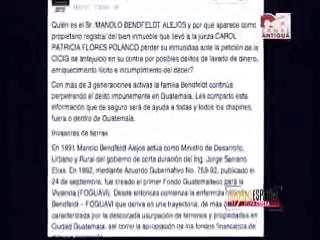 Quién es el Sr. MANOLO BENDFELDT ALEJOS y por qué aparece como
propietario registral del bien inmueble que llevó a la jueza CAROL
PATRICIA FLORES POLANCO perder su inmunidad ante la petición de la
CICIG de antejuicio en su contra por posibles delitos de lavado de dinero,
enriquecimiento ilícito e incumplimiento del deber?
Con más de 3 generaciones activas la familia Bendfeldt continúa
perpetrando el delito impunemente en Guatemala. Les comparto esta
información que de seguro será de ayuda a todas y todos los chapines,
fuera o dentro de Guatemala.
Invasores de tierras
En 1991 Manolo Bendfelt Alejos actúa como Ministro de Desarrollo,
Urbano y Rural del gobierno de corta duración del Ing. Jorge Serrano
Elías. En 1992, mediante Acuerdo Gubernativo No. 759-92, publicado el
24 de septiembre, fue creado el primer Fondo Guatemalteco para la
Vivienda (FOGUAVI). Desde entonces comienza la enfermiza
Bendfeldt – FOGUAVI que deriva en una trayectoria, de más
caracterizada por la descocada usurpación de terrenos y propiedades en
Ciudad Guatemala, así como la apropiación de los fondos financieros de
CANAL
ANTIGUA